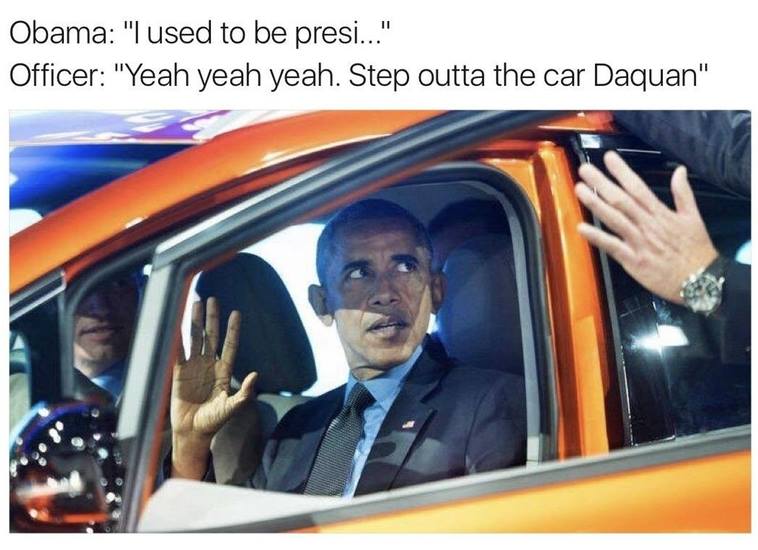 Obama: "I used to be presi..."
Officer: "Yeah yeah yeah. Step outta the car Daquan"